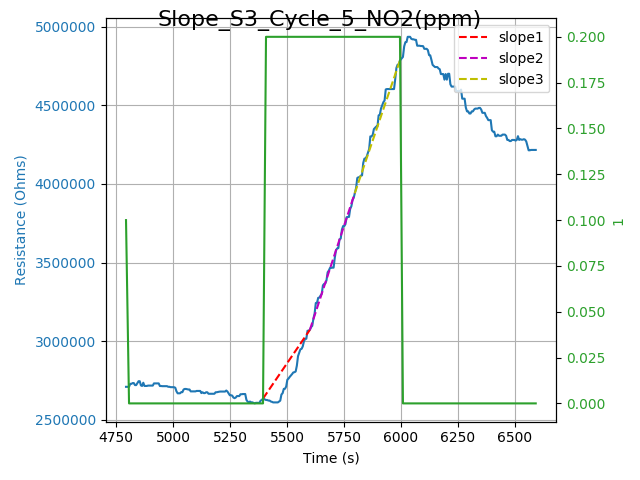 Slope_S3_Cycle_5_NO2(ppm)
slope1
slope2
slope3
5000000
4500000
4000000
3500000
3000000
2500000
Resistance (Ohms)
0.200
0.175
0.150
0.125
0.100
0.075
0.050
0.025
0.000
1
4750 5000 5250 5500 5750 6000 6250 6500
Time (s)